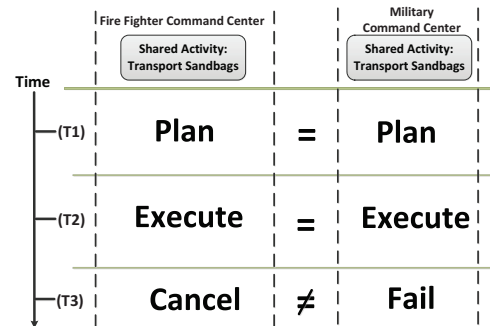 Fire Fighter Command Center
Military
Command Center
Shared Activity:
Transport Sandbags
Shared Activity:
Transport Sandbags
Time
(T1)
Plan = Plan
(T2)
Execute = Execute
(T3)
Cancel ≠ Fail